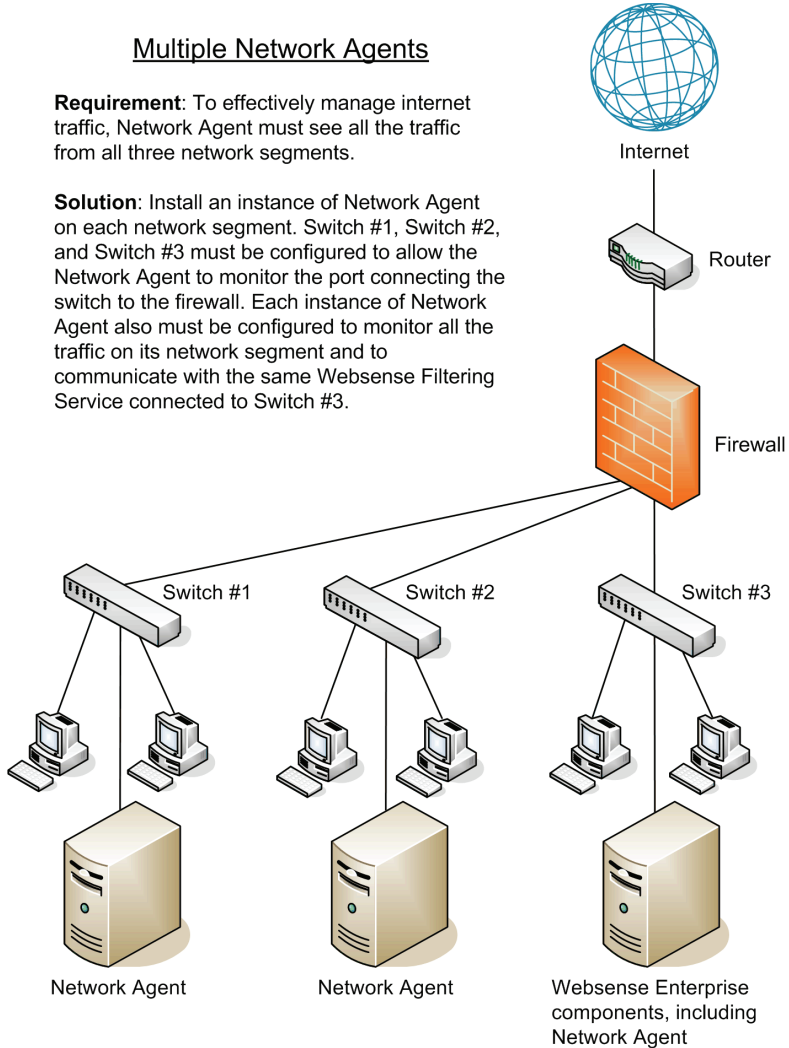 Multiple Network Agents
Requirement: To effectively manage internet
traffic, Network Agent must see all the traffic
from all three network segments.
Solution: Install an instance of Network Agent
on each network segment. Switch #1, Switch #2,
and Switch #3 must be configured to allow the
Network Agent to monitor the port connecting the
switch to the firewall. Each instance of Network
Agent also must be configured to monitor all the
traffic on its network segment and to
communicate with the same Websense Filtering
Service connected to Switch #3.
Internet
Router
Firewall
Switch #1
Switch #2
Switch #3
Network Agent
Network Agent
Websense Enterprise
components, including
Network Agent